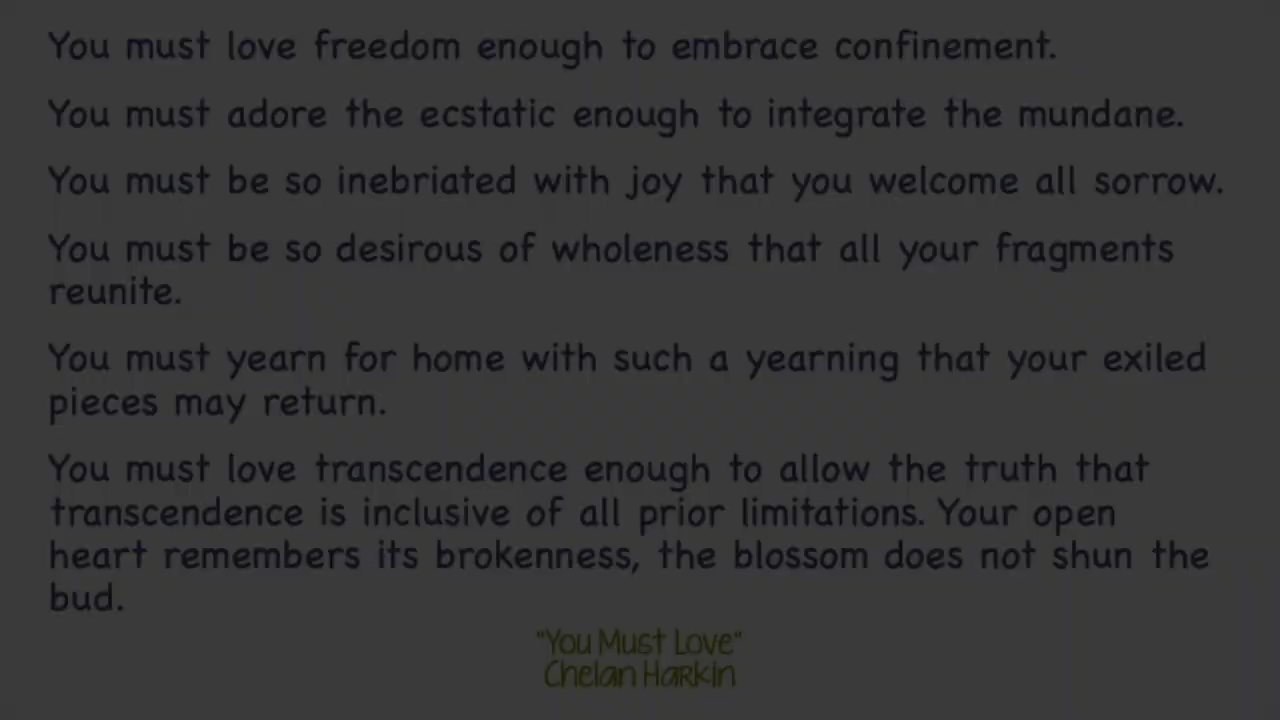 You must love freedom enough to embrace confinement.
You must adore the ecstatic enough to integrate the mundane.
You must be so inebriated with joy that you welcome all sorrow.
You must be so desirous of wholeness that all your fragments
reunite.
You must yearn for home with such a yearning that your exiled
pieces may return.
You must love transcendence enough to allow the truth that
transcendence is inclusive of all prior limitations. Your open
heart remembers its brokenness, the blossom does not shun the
bud.
"You Must Love"
Chelan Harkin